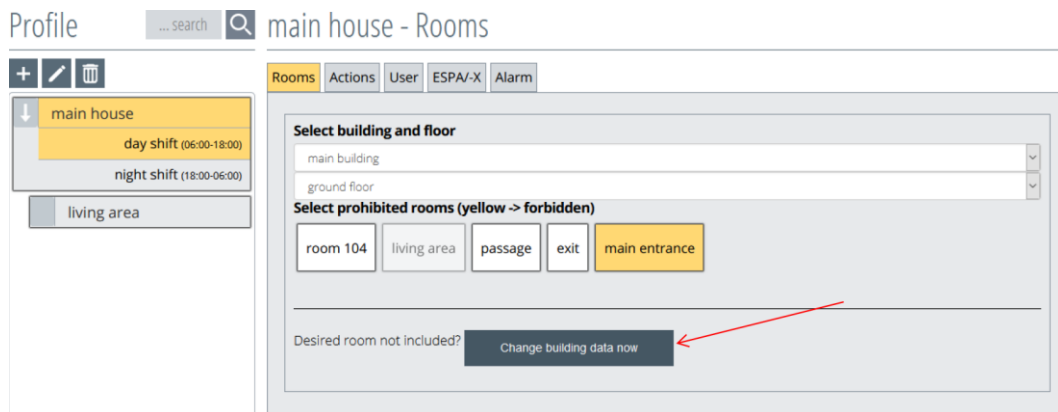 Profile
... search
main house - Rooms
Rooms Actions User ESPA/-X Alarm
main house
day shift (06:00-18:00)
night shift (18:00-06:00)
living area
Select building and floor
main building
ground floor
Select prohibited rooms (yellow -> forbidden)
room 104 living area passage exit main entrance
Desired room not included? Change building data now